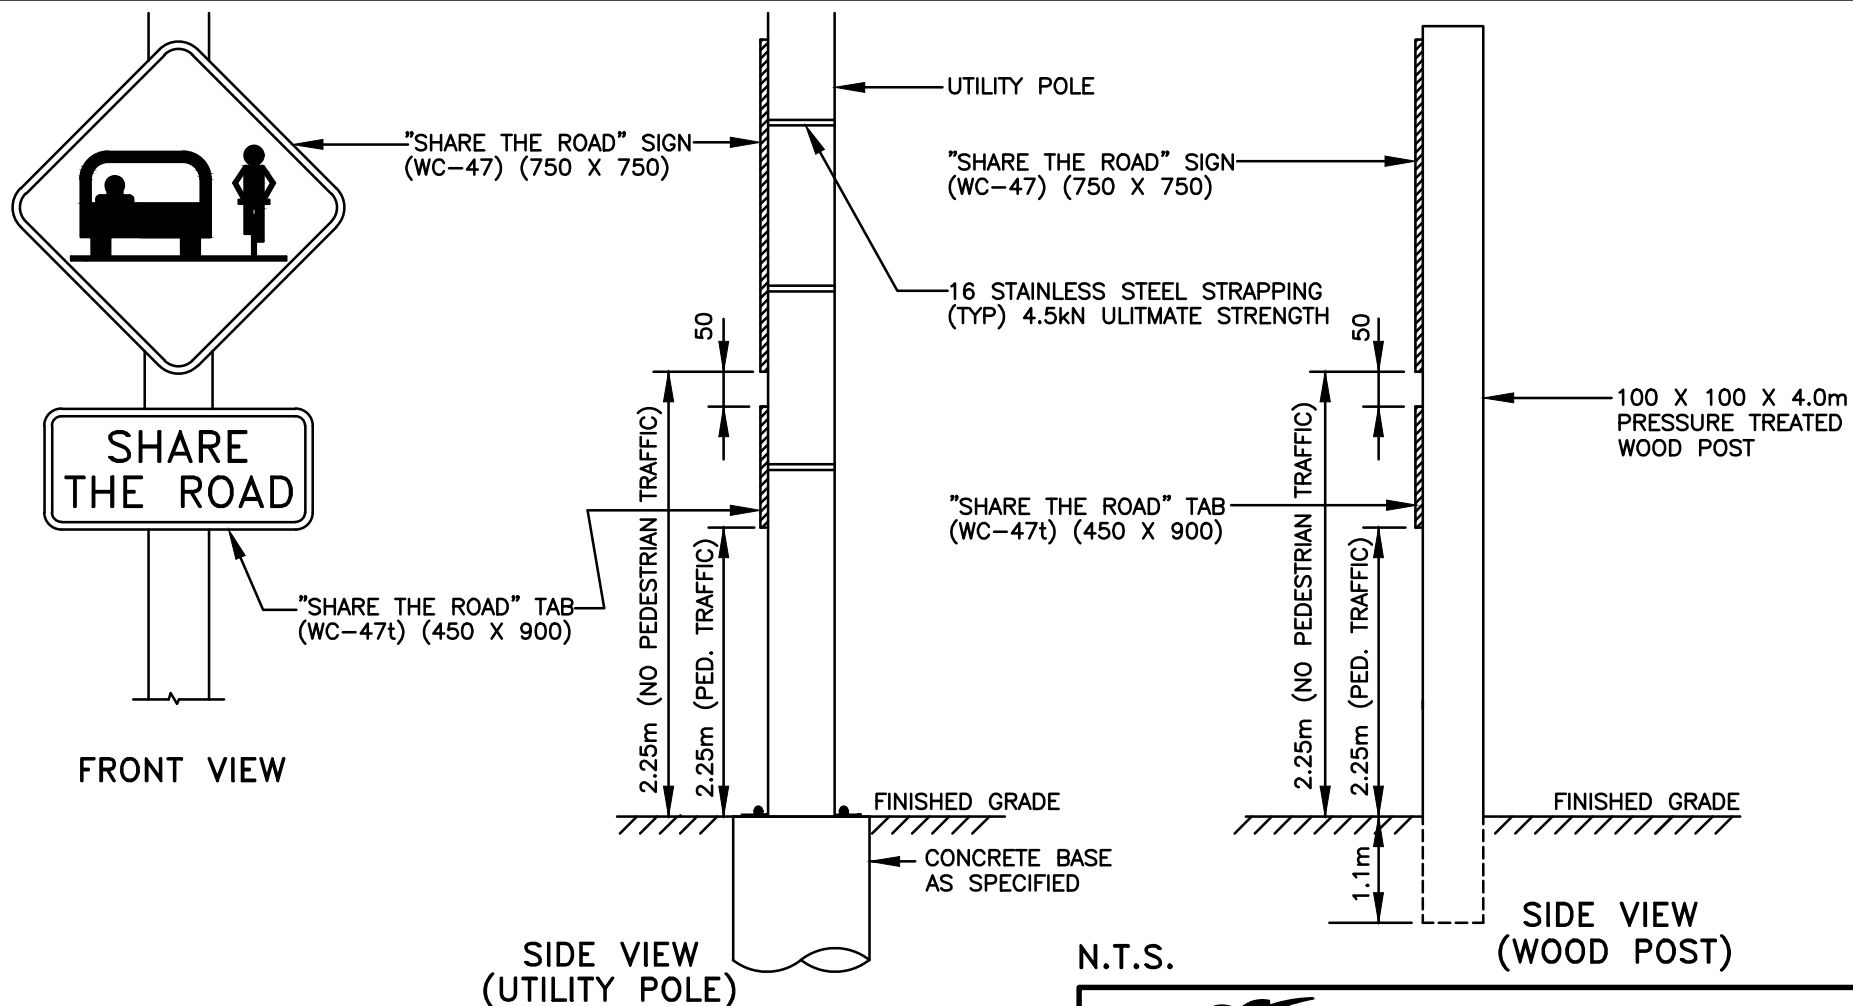 SHARE
THE ROAD
"SHARE THE ROAD" SIGN
(WC-47) (750 X 750)
"SHARE THE ROAD" TAB
(WC-47t) (450 X 900)
FRONT VIEW
UTILITY POLE
16 STAINLESS STEEL STRAPPING
(TYP) 4.5kN ULITMATE STRENGTH
50
2.25m (NO PEDESTRIAN TRAFFIC)
2.25m (PED. TRAFFIC)
FINISHED GRADE
CONCRETE BASE
AS SPECIFIED
SIDE VIEW
(UTILITY POLE)
"SHARE THE ROAD" SIGN
(WC-47) (750 X 750)
50
100 X 100 X 4.0m
PRESSURE TREATED
WOOD POST
"SHARE THE ROAD" TAB
(WC-47t) (450 X 900)
2.25m (NO PEDESTRIAN TRAFFIC)
2.25m (PED. TRAFFIC)
FINISHED GRADE
1.1m
SIDE VIEW
(WOOD POST)
N.T.S.